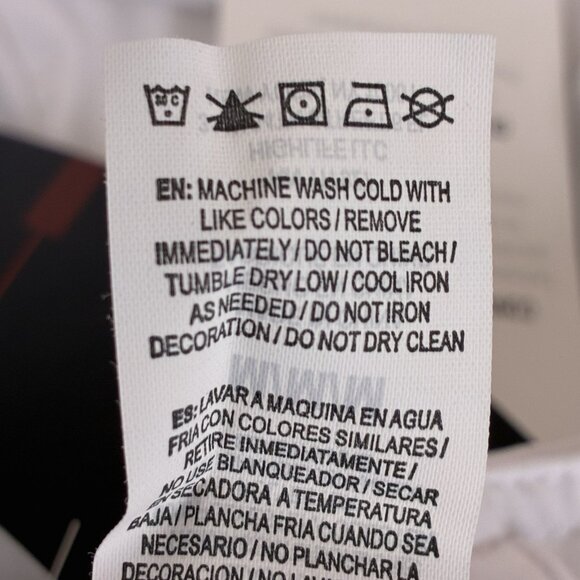 30 C
EN: MACHINE WASH COLD WITH
LIKE COLORS / REMOVE
IMMEDIATELY / DO NOT BLEACH /
TUMBLE DRY LOW / COOL IRON
AS NEEDED / DO NOT IRON
DECORATION / DO NOT DRY CLEAN
ES: LAVAR A MAQUINA EN AGUA
FRIA CON COLORES SIMILARES /
RETIRE INMEDIATAMENTE /
NO USE BLANQUEADOR / SECAR
EN SECADORA A TEMPERATURA
BAJA / PLANCHA FRIA CUANDO SEA
NECESARIO / NO PLANCHAR LA
DECORACION / NO